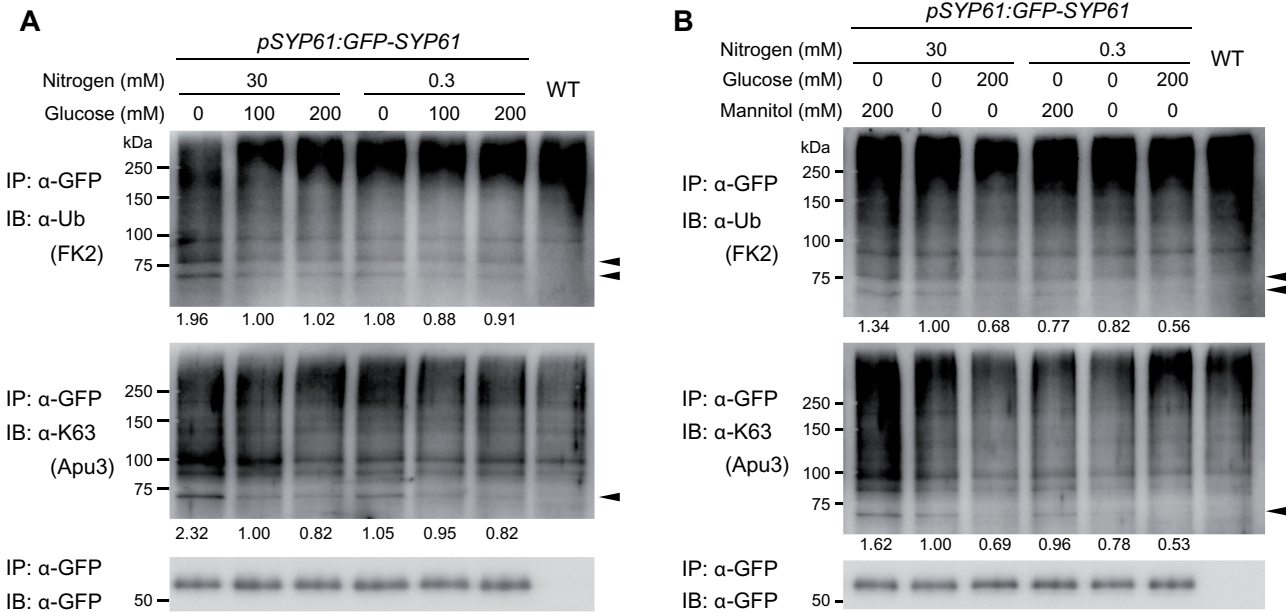 A
pSYP61:GFP-SYP61
Nitrogen (mM) 30 0.3 WT
Glucose (mM) 0 100 200 0 100 200
kDa
250
IP: α-GFP
150
IB: α-Ub
100
(FK2)
75
1.96 1.00 1.02 1.08 0.88 0.91
250
IP: α-GFP
150
IB: α-K63
100
(Apu3)
75
2.32 1.00 0.82 1.05 0.95 0.82
IP: α-GFP
IB: α-GFP
50
B
pSYP61:GFP-SYP61
Nitrogen (mM) 30 0.3 WT
Glucose (mM) 0 0 200 0 0 200
Mannitol (mM) 200 0 0 200 0 0
kDa
250
IP: α-GFP
150
IB: α-Ub
100
(FK2)
75
1.34 1.00 0.68 0.77 0.82 0.56
IP: α-GFP
250
IB: α-K63
150
(Apu3)
100
75
1.62 1.00 0.69 0.96 0.78 0.53
IP: α-GFP
IB: α-GFP
50